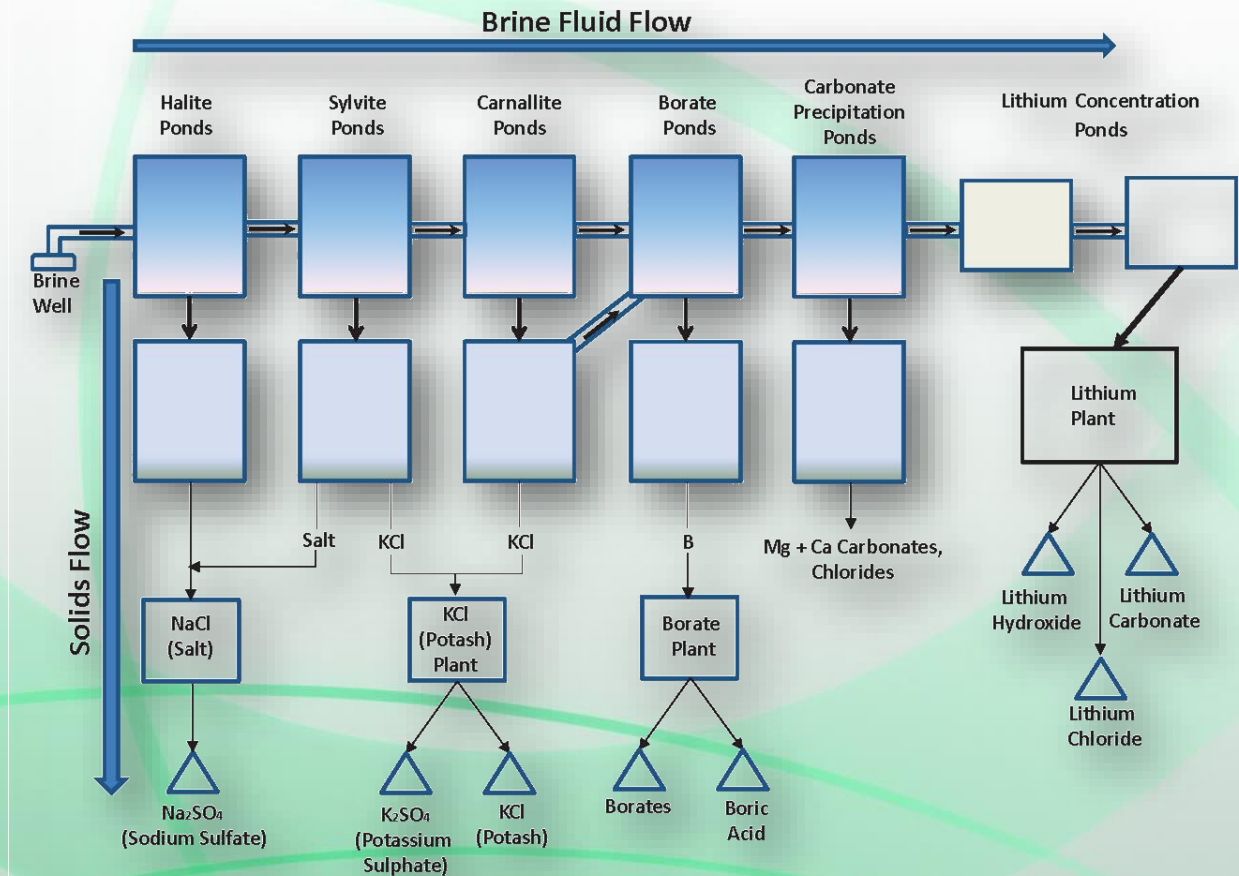 Brine Fluid Flow
Halite
Ponds
Sylvite
Ponds
Carnallite
Ponds
Borate
Ponds
Carbonate
Precipitation
Ponds
Lithium Concentration
Ponds
Brine
Well
Solids Flow
Lithium
Plant
Salt
KCl
KCl
B
Mg + Ca Carbonates,
Chlorides
Lithium
Hydroxide
Lithium
Carbonate
Lithium
Chloride
NaCl
(Salt)
KCl
(Potash)
Plant
Borate
Plant
Na₂SO₄
(Sodium Sulfate)
K₂SO₄
(Potassium
Sulphate)
KCl
(Potash)
Borates
Boric
Acid